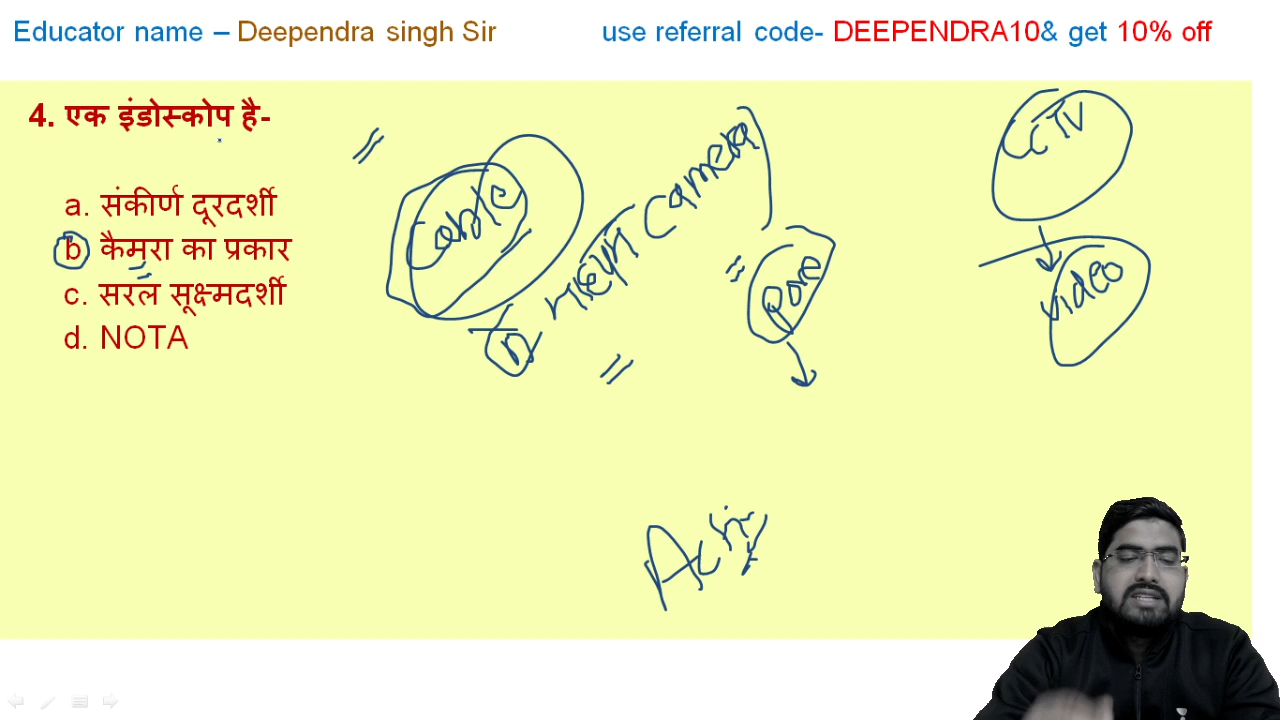 Educator name – Deependra singh Sir use referral code- DEEPENDRA10& get 10% off
4. एक इंडोस्कोप है-
a. संकीर्ण दूरदर्शी
b. कैमरा का प्रकार
c. सरल सूक्ष्मदर्शी
d. NOTA
Cable
Camera
CCTV
Video